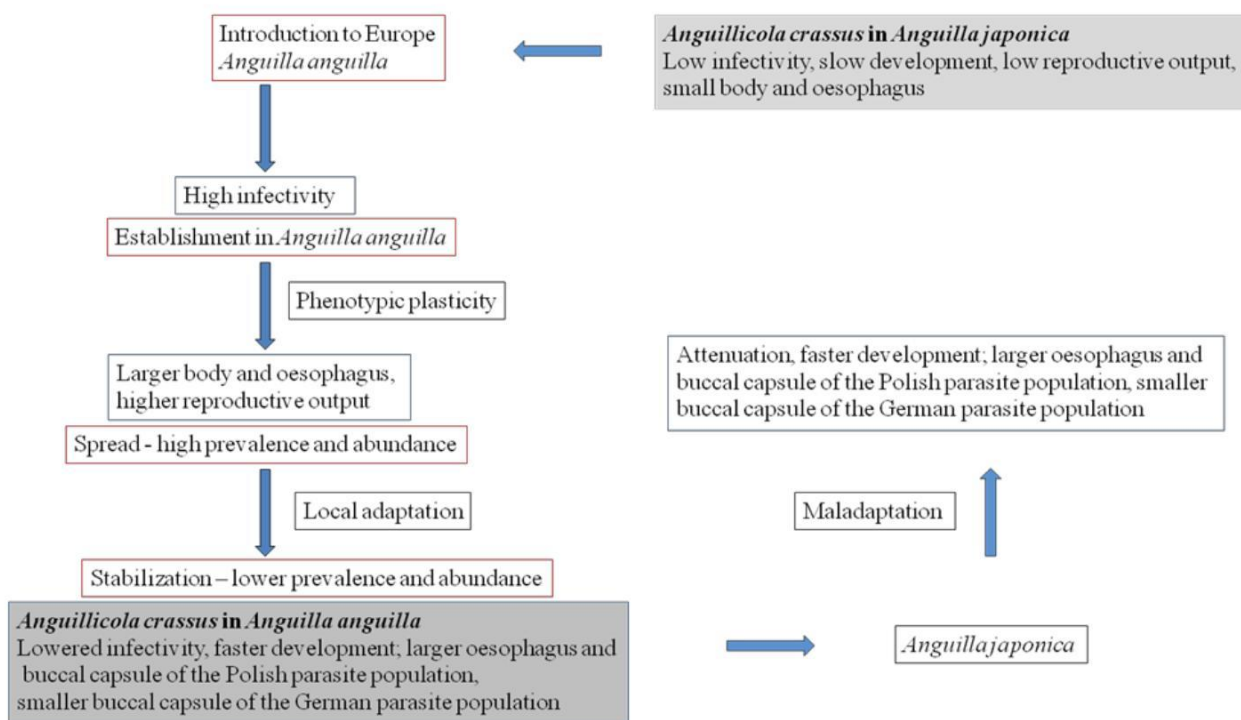 Introduction to Europe
Anguilla anguilla
Anguillicola crassus in Anguilla japonica
Low infectivity, slow development, low reproductive output,
small body and oesophagus
High infectivity
Establishment in Anguilla anguilla
Phenotypic plasticity
Larger body and oesophagus,
higher reproductive output
Spread - high prevalence and abundance
Local adaptation
Stabilization – lower prevalence and abundance
Anguillicola crassus in Anguilla anguilla
Lowered infectivity, faster development; larger oesophagus and
buccal capsule of the Polish parasite population,
smaller buccal capsule of the German parasite population
Anguilla japonica
Maladaptation
Attenuation, faster development; larger oesophagus and
buccal capsule of the Polish parasite population, smaller
buccal capsule of the German parasite population